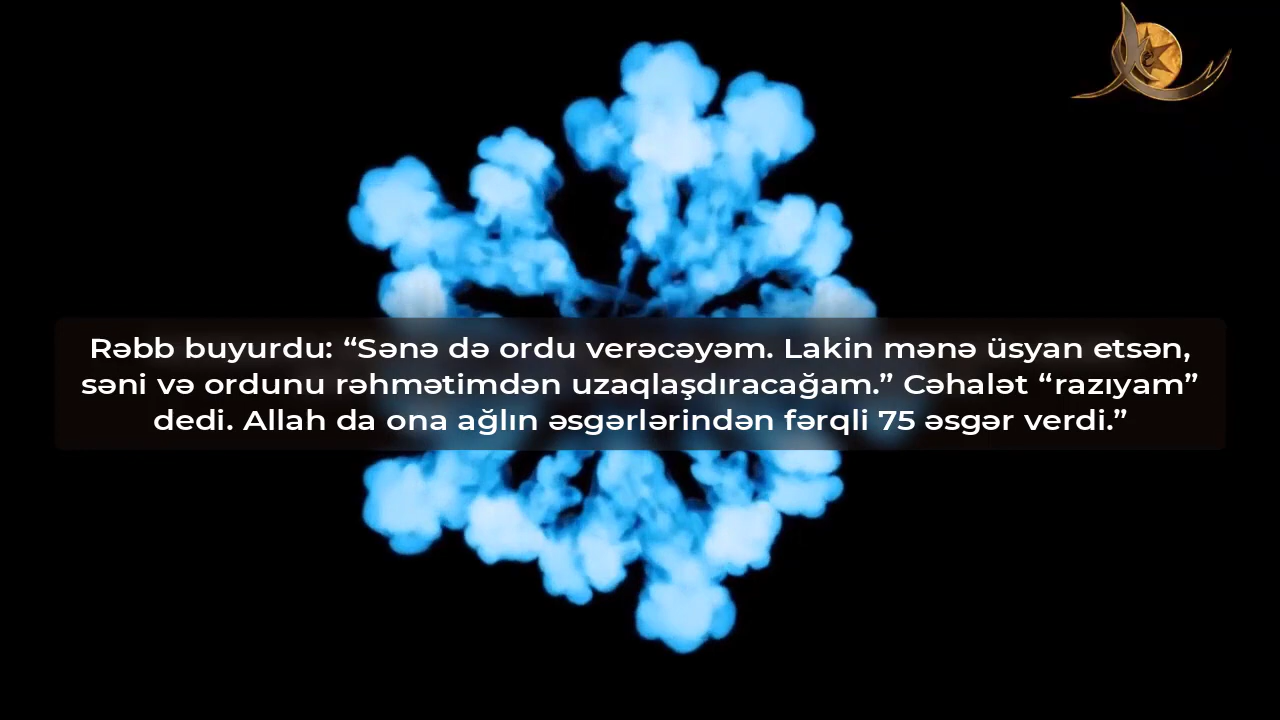 Rəbb buyurdu: “Sənə də ordu verəcəyəm. Lakin mənə üsyan etsən,
səni və ordunu rəhmətimdən uzaqlaşdıracağam.” Cəhalət “razıyam”
dedi. Allah da ona ağlın əsgərlərindən fərqli 75 əsgər verdi.”